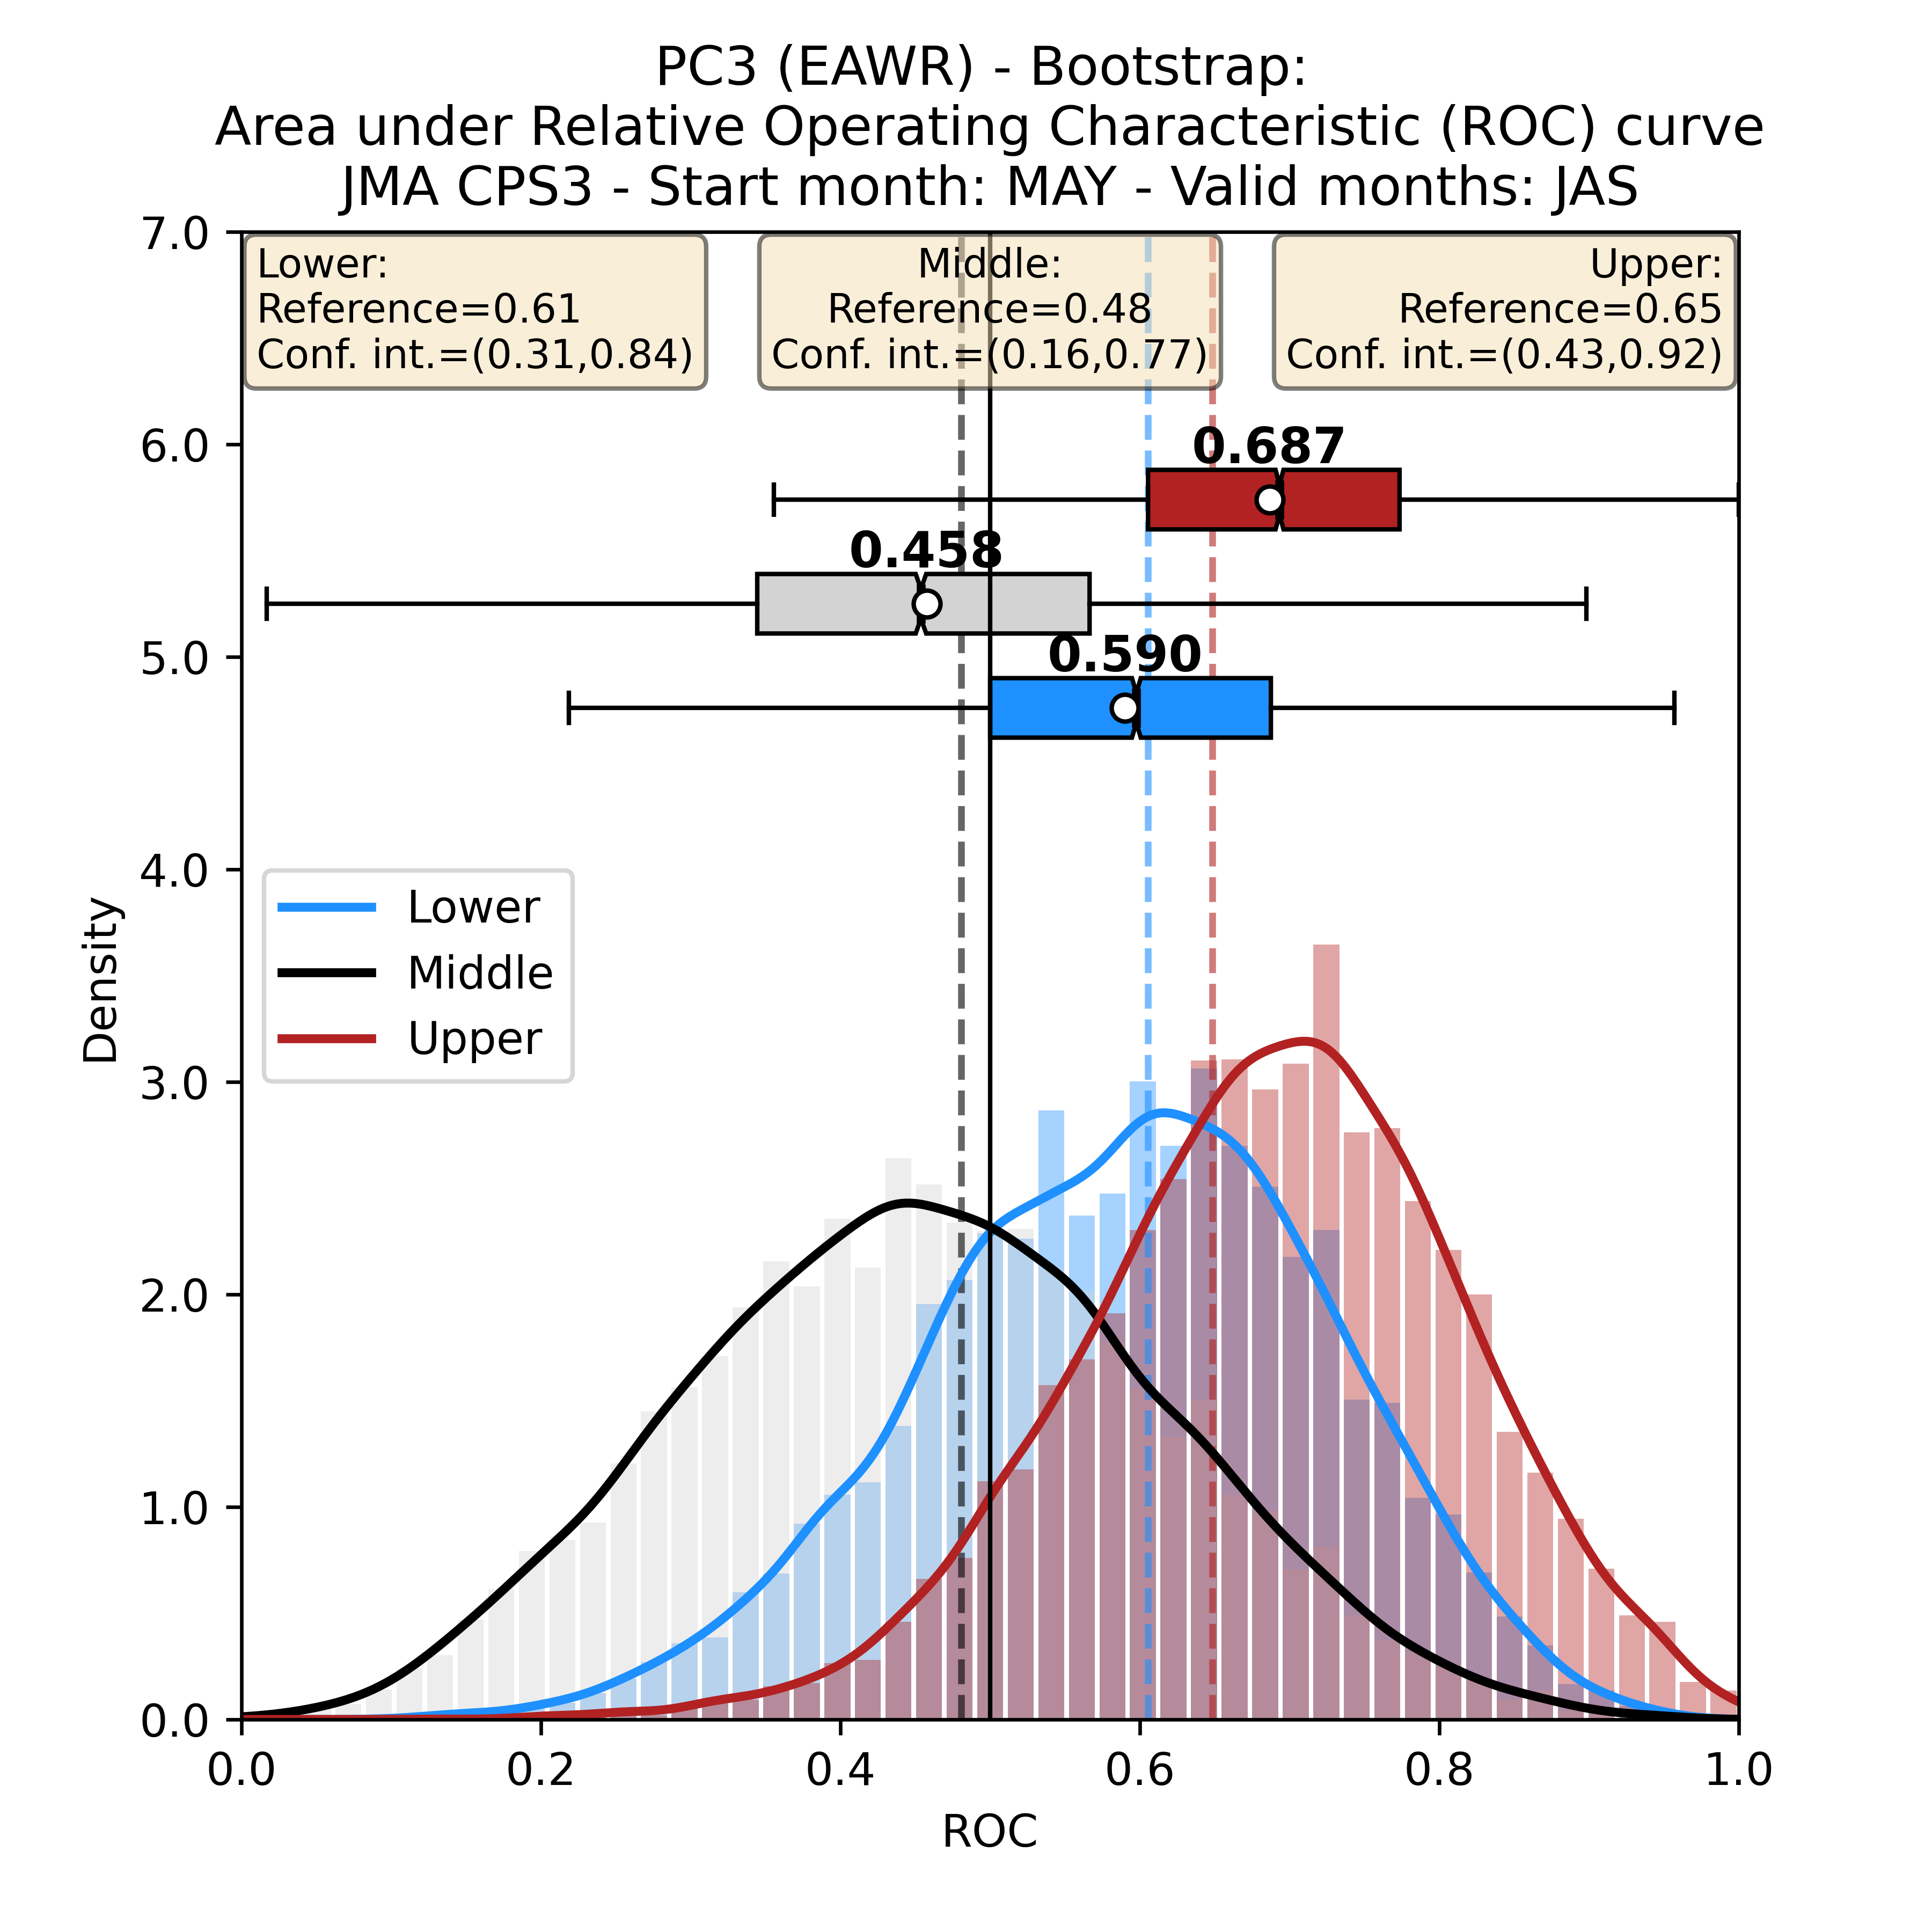 PC3 (EAWR) - Bootstrap:
Area under Relative Operating Characteristic (ROC) curve
JMA CPS3 - Start month: MAY - Valid months: JAS
7.0
6.0
5.0
4.0
3.0
2.0
1.0
0.0
Density
Lower:
Reference=0.61
Conf. int.=(0.31,0.84)
Middle:
Reference=0.48
Conf. int.=(0.16,0.77)
Upper:
Reference=0.65
Conf. int.=(0.43,0.92)
0.687
0.458
0.590
Lower
Middle
Upper
0.0 0.2 0.4 0.6 0.8 1.0
ROC